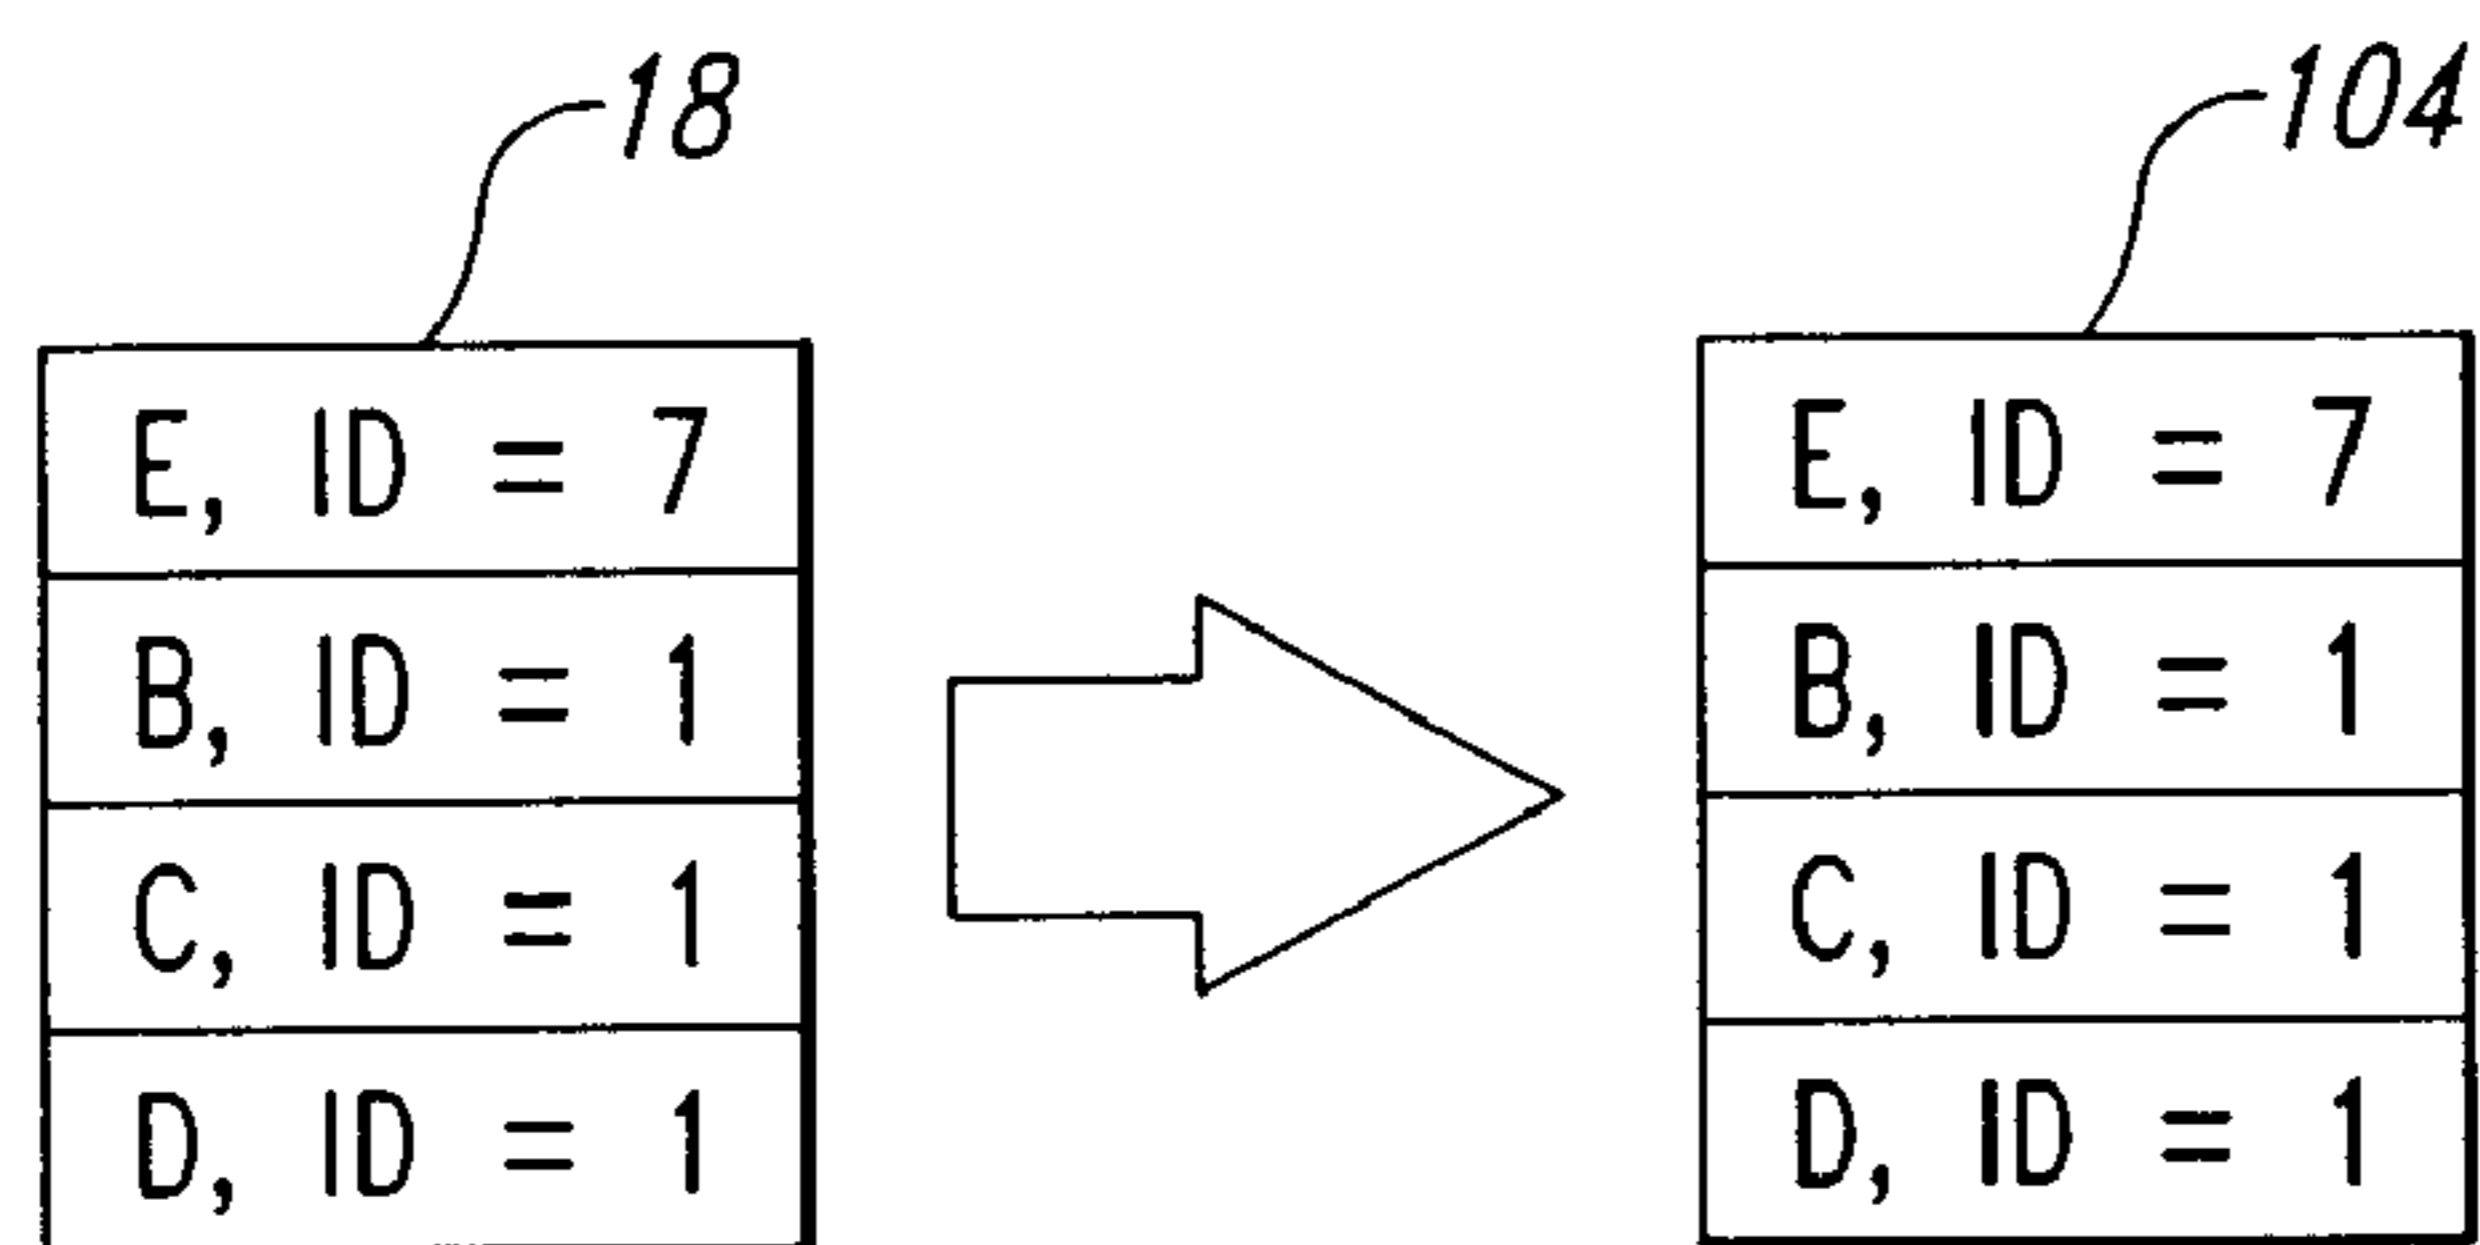 18
104
E, ID = 7
B, ID = 1
C, ID = 1
D, ID = 1
E, ID = 7
B, ID = 1
C, ID = 1
D, ID = 1